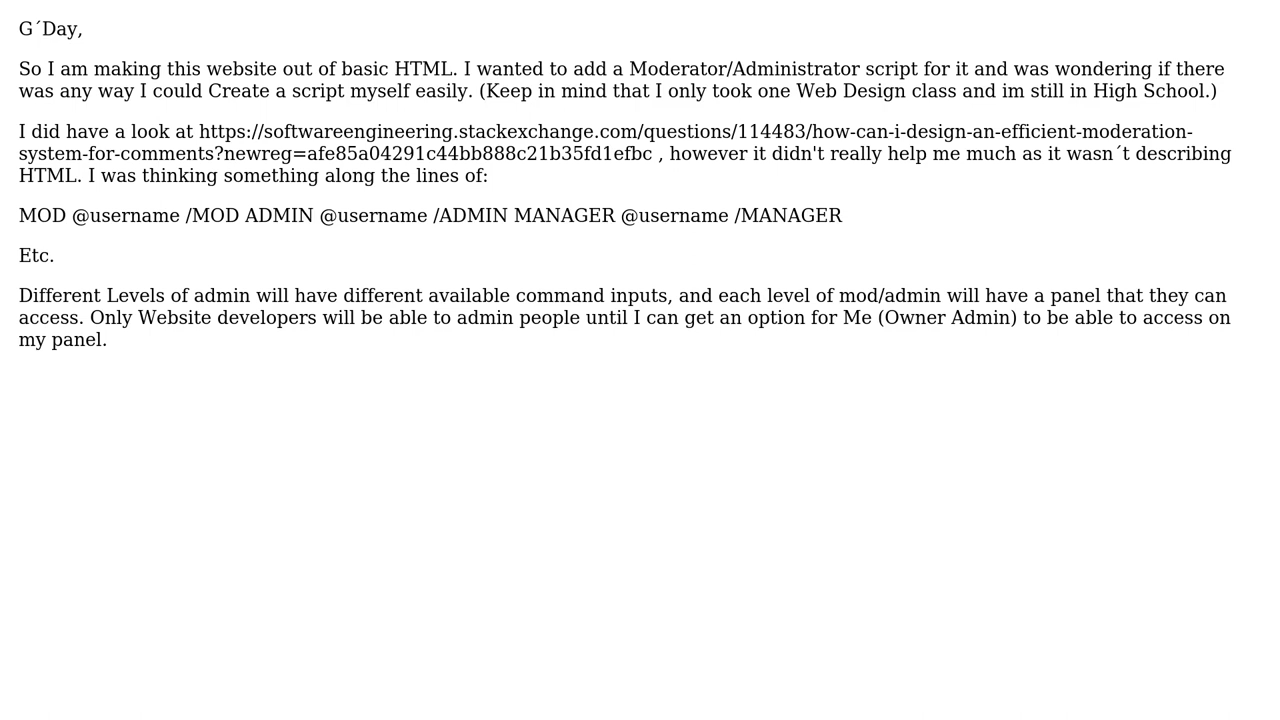 G´Day,
So I am making this website out of basic HTML. I wanted to add a Moderator/Administrator script for it and was wondering if there
was any way I could Create a script myself easily. (Keep in mind that I only took one Web Design class and im still in High School.)
I did have a look at https://softwareengineering.stackexchange.com/questions/114483/how-can-i-design-an-efficient-moderation-
system-for-comments?newreg=afe85a04291c44bb888c21b35fd1efbc , however it didn't really help me much as it wasn´t describing
HTML. I was thinking something along the lines of:
MOD @username /MOD ADMIN @username /ADMIN MANAGER @username /MANAGER
Etc.
Different Levels of admin will have different available command inputs, and each level of mod/admin will have a panel that they can
access. Only Website developers will be able to admin people until I can get an option for Me (Owner Admin) to be able to access on
my panel.